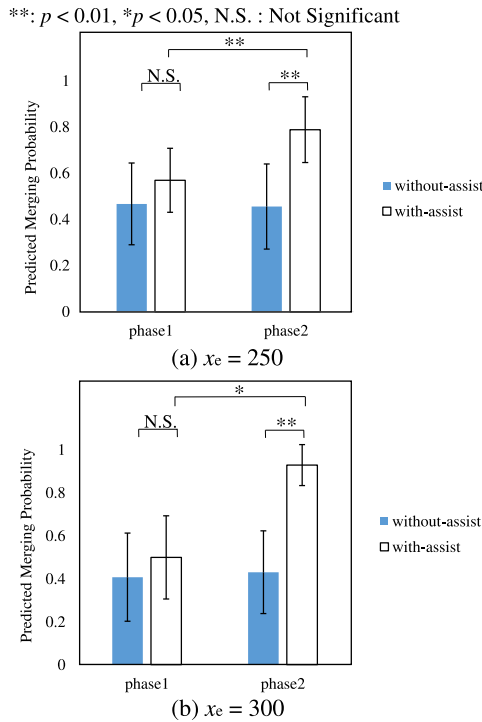 **: p < 0.01, *p < 0.05, N.S. : Not Significant
**
N.S.
**
1
0.8
0.6
0.4
0.2
0
Predicted Merging Probability
without-assist
with-assist
phase1 phase2
(a) xe = 250
*
N.S.
**
1
0.8
0.6
0.4
0.2
0
Predicted Merging Probability
without-assist
with-assist
phase1 phase2
(b) xe = 300